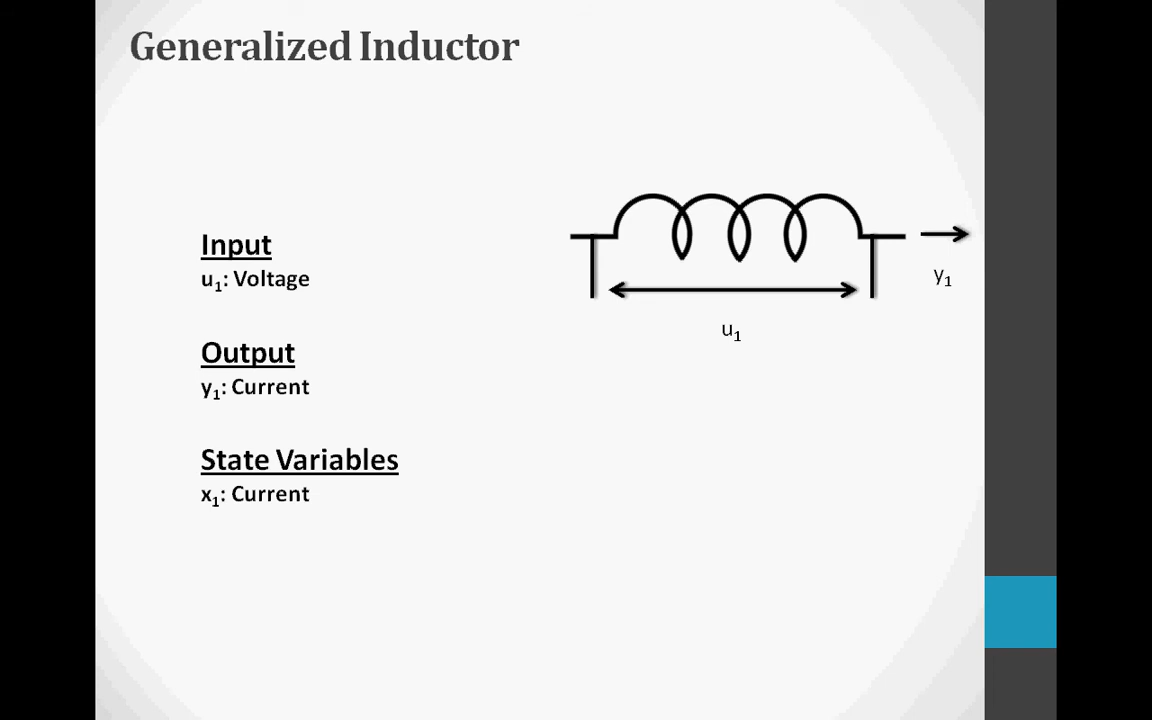 Generalized Inductor
Input
u₁: Voltage
Output
y₁: Current
State Variables
x₁: Current
y₁
u₁